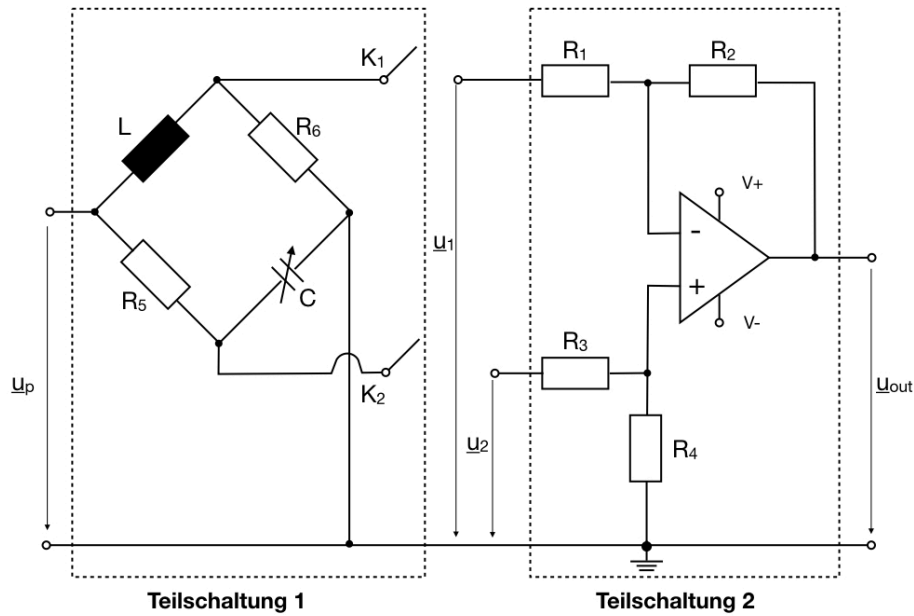 K1
R1
R2
L
R6
V+
u1
-
+
R5
C
V-
R3
up
K2
u2
R4
uout
Teilschaltung 1
Teilschaltung 2